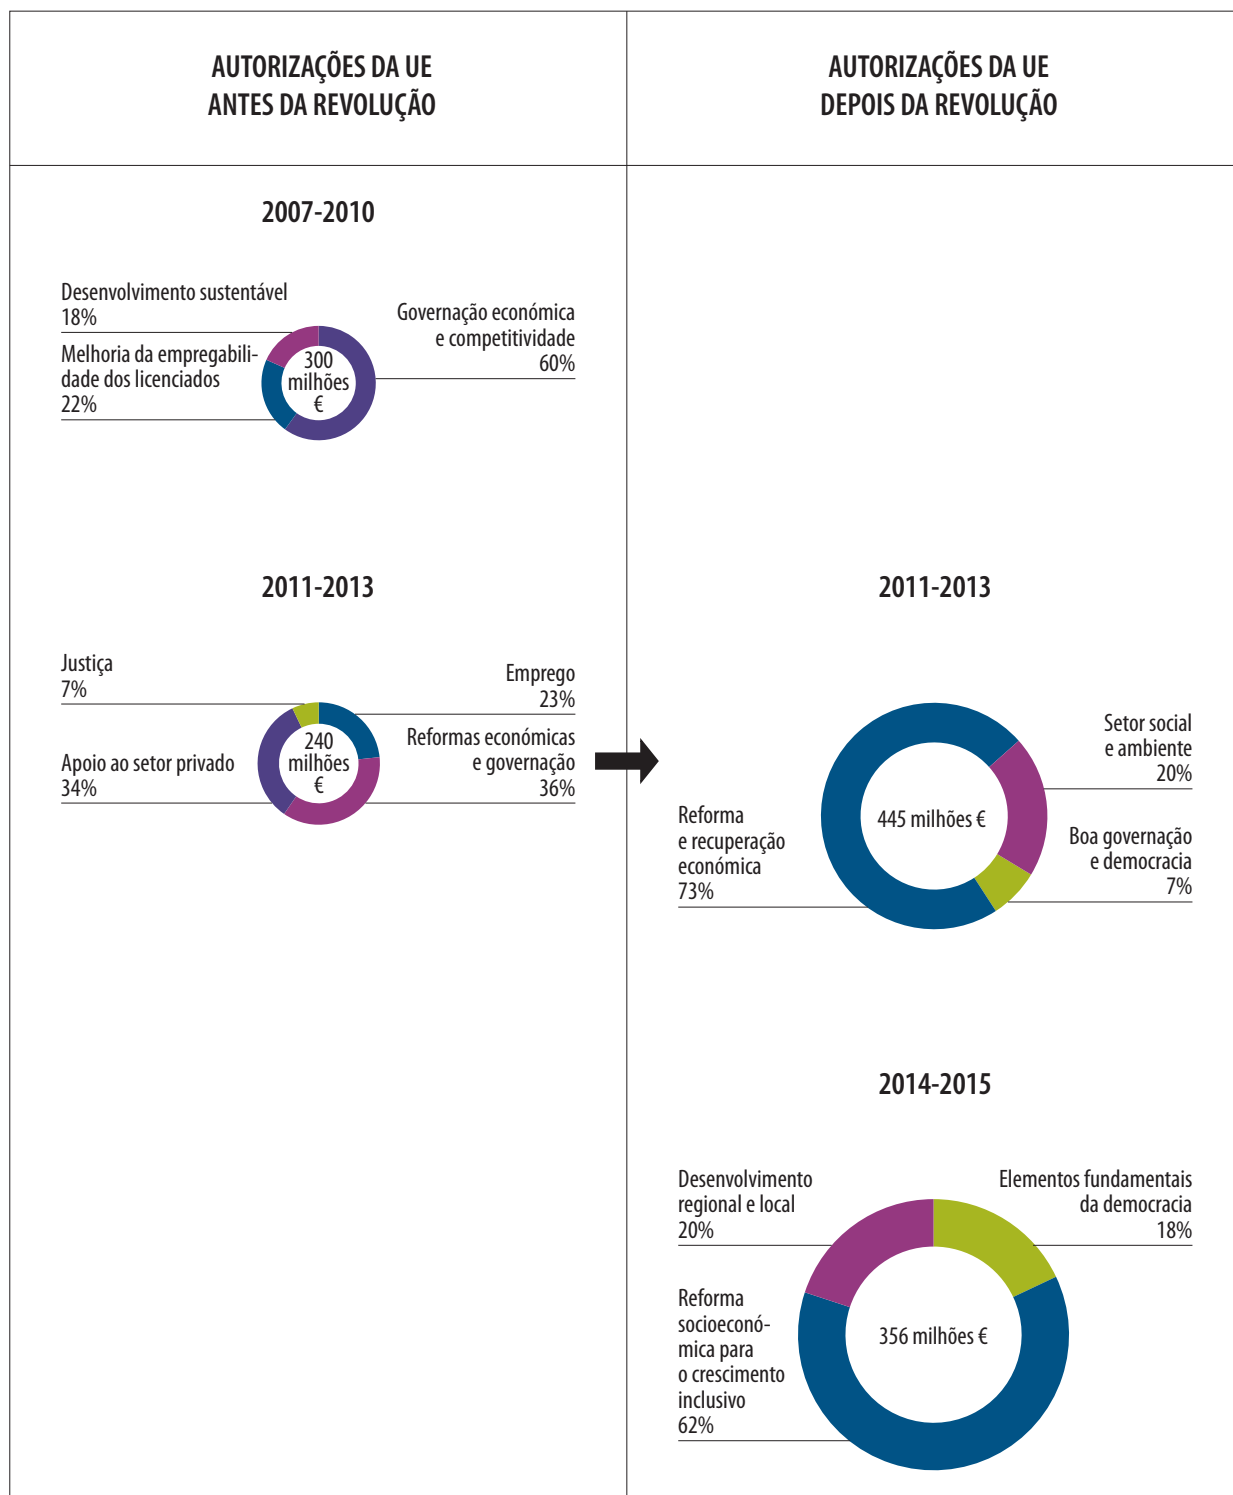 AUTORIZAÇÕES DA UE
ANTES DA REVOLUÇÃO
AUTORIZAÇÕES DA UE
DEPOIS DA REVOLUÇÃO
2007-2010
Desenvolvimento sustentável
18%
Melhoria da empregabili-
dade dos licenciados
22%
300
milhões
€
Governação económica
e competitividade
60%
2011-2013
Justiça
7%
Apoio ao setor privado
34%
240
milhões
€
Emprego
23%
Reformas económicas
e governação
36%
2011-2013
Reforma
e recuperação
económica
73%
445 milhões €
Setor social
e ambiente
20%
Boa governação
e democracia
7%
2014-2015
Desenvolvimento
regional e local
20%
Reforma
socioeconó-
mica para
o crescimento
inclusivo
62%
356 milhões €
Elementos fundamentais
da democracia
18%